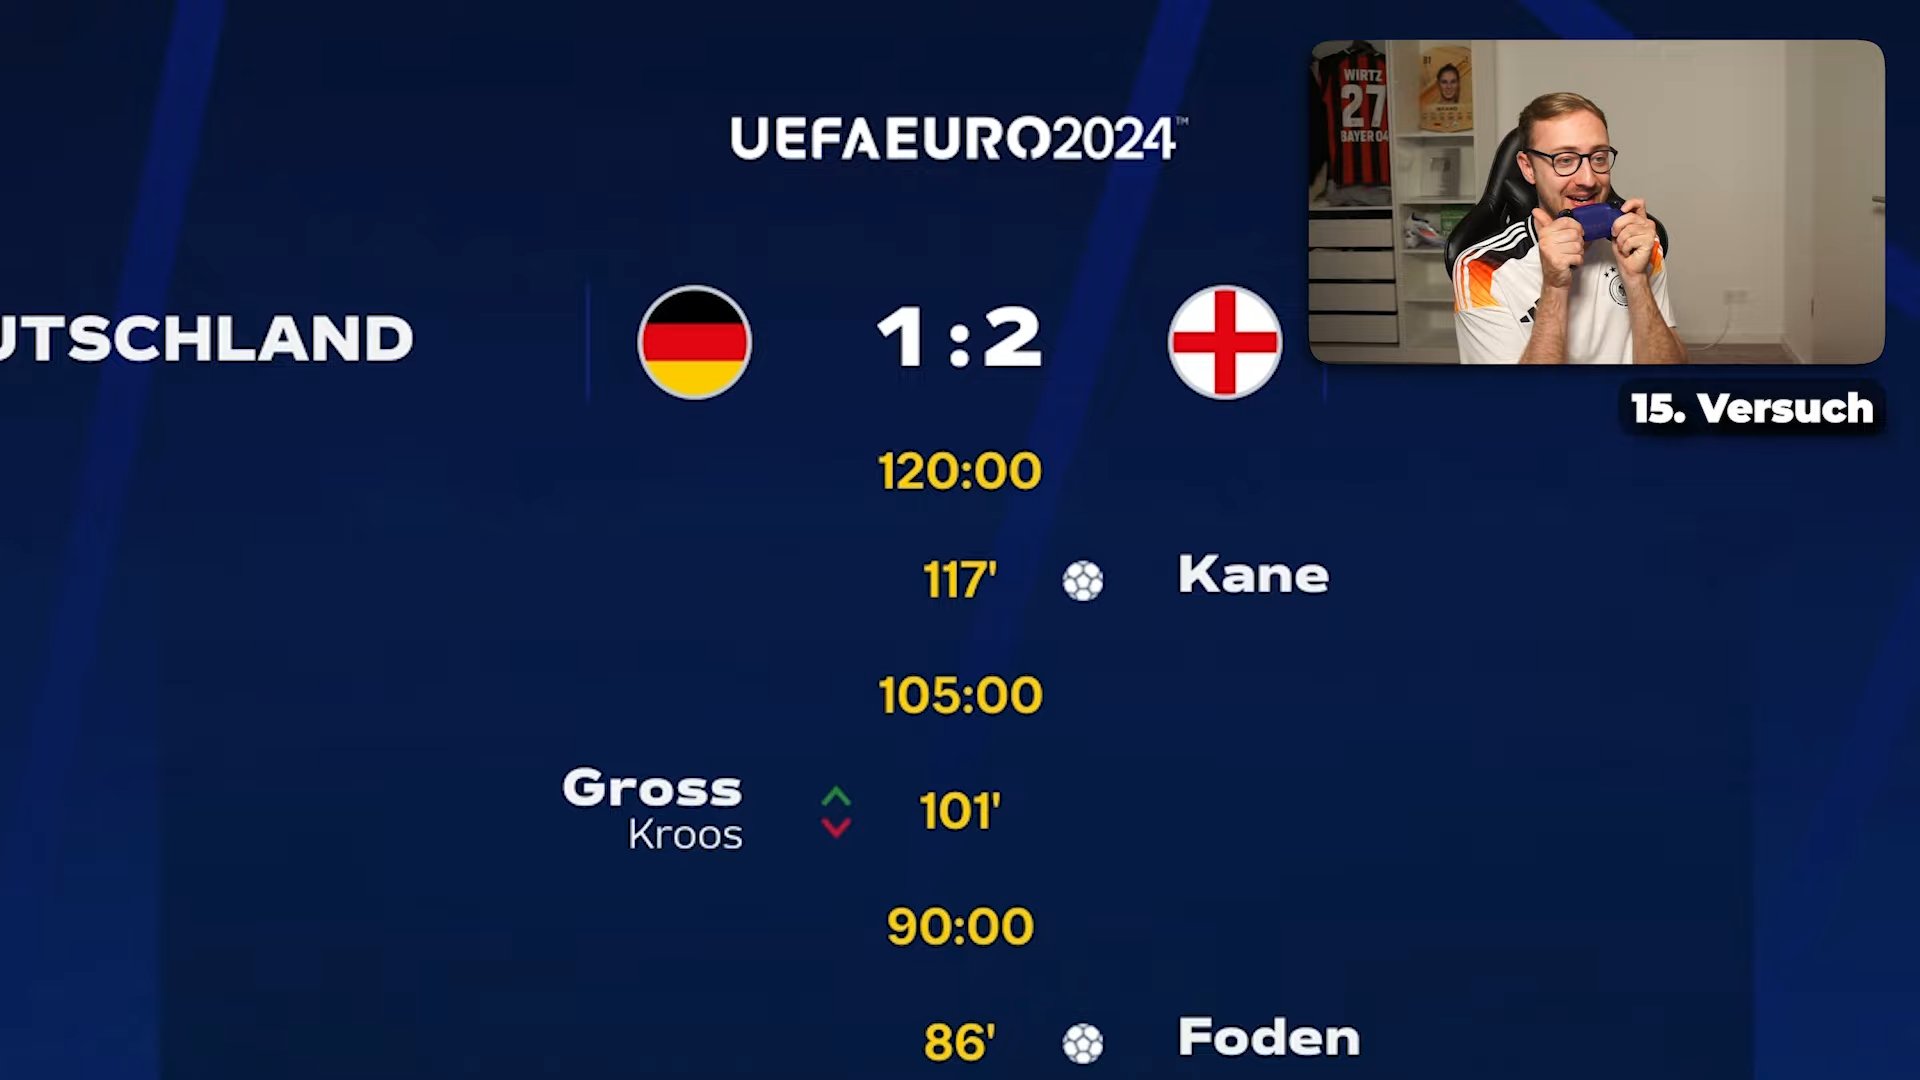 UEFAEURO2024™
WIRTZ
27
BAYER 04
81
UTSCHLAND
1:2
15. Versuch
120:00
117' Kane
105:00
Gross
Kroos
101'
90:00
86' Foden